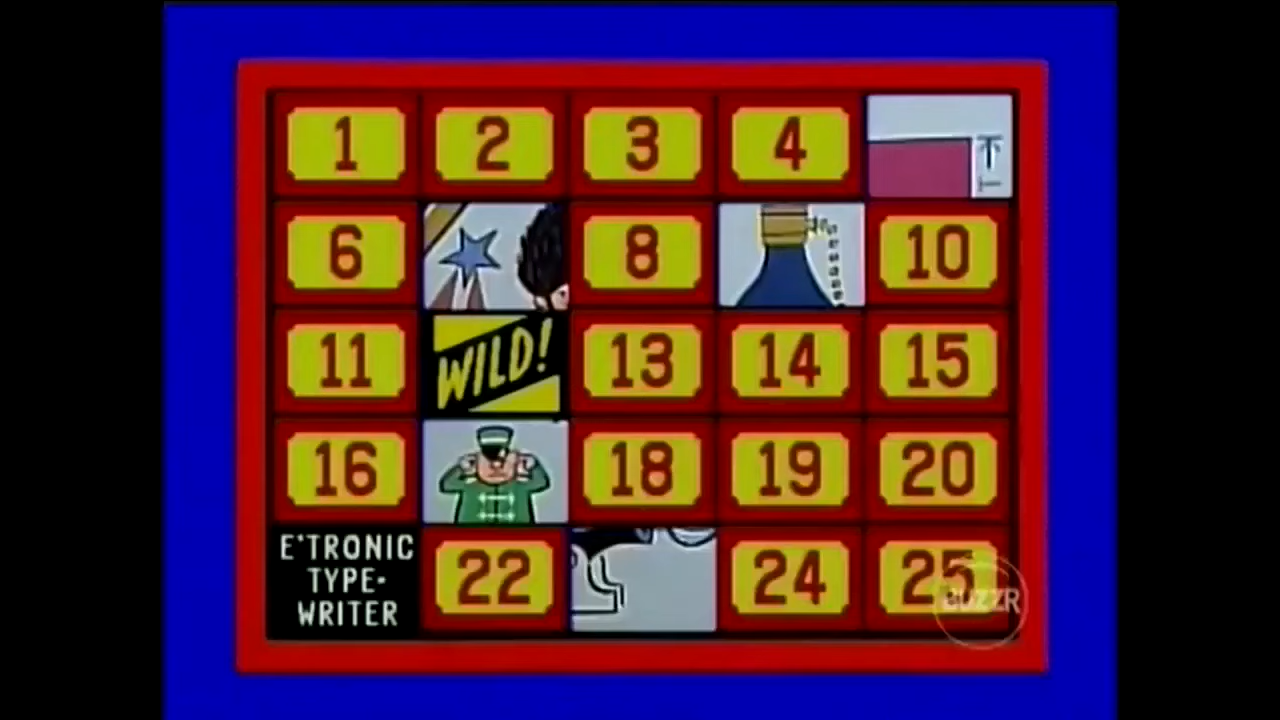 1 2 3 4
6 8 10
11 WILD! 13 14 15
16 18 19 20
E'TRONIC
TYPE-
WRITER
22 24 25
BUZZR